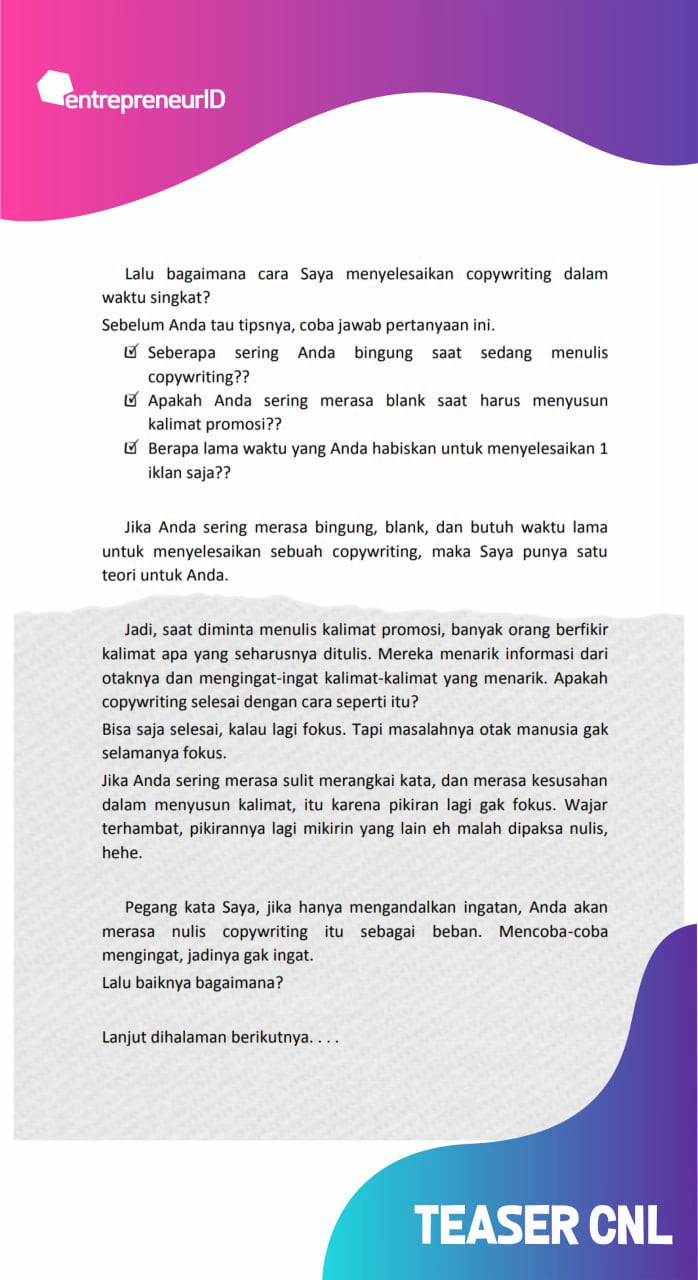 entrepreneurID
Lalu bagaimana cara Saya menyelesaikan copywriting dalam
waktu singkat?
Sebelum Anda tau tipsnya, coba jawab pertanyaan ini.
Seberapa sering Anda bingung saat sedang menulis
copywriting??
Apakah Anda sering merasa blank saat harus menyusun
kalimat promosi??
Berapa lama waktu yang Anda habiskan untuk menyelesaikan 1
iklan saja??
Jika Anda sering merasa bingung, blank, dan butuh waktu lama
untuk menyelesaikan sebuah copywriting, maka Saya punya satu
teori untuk Anda.
Jadi, saat diminta menulis kalimat promosi, banyak orang berfikir
kalimat apa yang seharusnya ditulis. Mereka menarik informasi dari
otaknya dan mengingat-ingat kalimat-kalimat yang menarik. Apakah
copywriting selesai dengan cara seperti itu?
Bisa saja selesai, kalau lagi fokus. Tapi masalahnya otak manusia gak
selamanya fokus.
Jika Anda sering merasa sulit merangkai kata, dan merasa kesusahan
dalam menyusun kalimat, itu karena pikiran lagi gak fokus. Wajar
terhambat, pikirannya lagi mikirin yang lain eh malah dipaksa nulis,
hehe.
Pegang kata Saya, jika hanya mengandalkan ingatan, Anda akan
merasa nulis copywriting itu sebagai beban. Mencoba-coba
mengingat, jadinya gak ingat.
Lalu baiknya bagaimana?
Lanjut dihalaman berikutnya. . . .
TEASER CNL